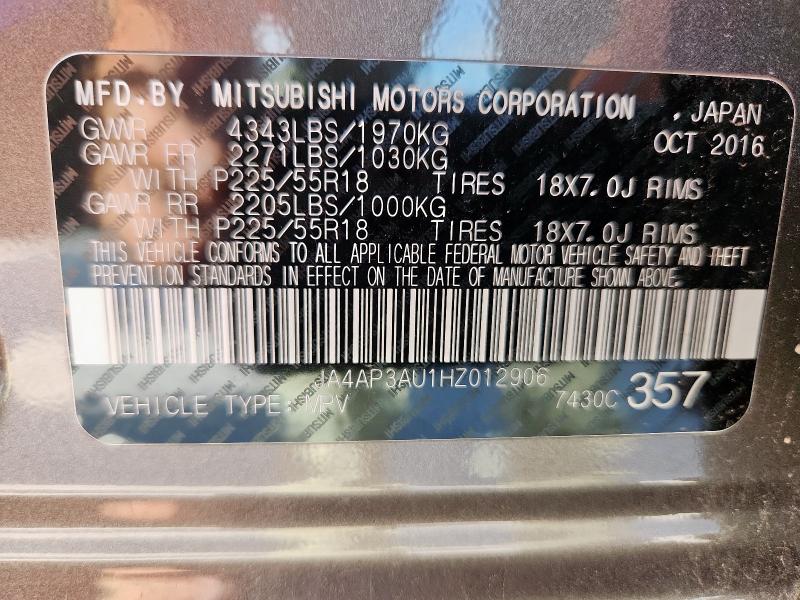 MFD.BY MITSUBISHI MOTORS CORPORATION , JAPAN
GVWR 4343LBS/1970KG OCT 2016
GAWR FR 2271LBS/1030KG
WITH P225/55R18 TIRES 18X7.0J RIMS
GAWR RR 2205LBS/1000KG
WITH P225/55R18 TIRES 18X7.0J RIMS
THIS VEHICLE CONFORMS TO ALL APPLICABLE FEDERAL MOTOR VEHICLE SAFETY AND THEFT
PREVENTION STANDARDS IN EFFECT ON THE DATE OF MANUFACTURE SHOWN ABOVE.
JA4AP3AU1HZ012906
VEHICLE TYPE:MPV 7430C 357